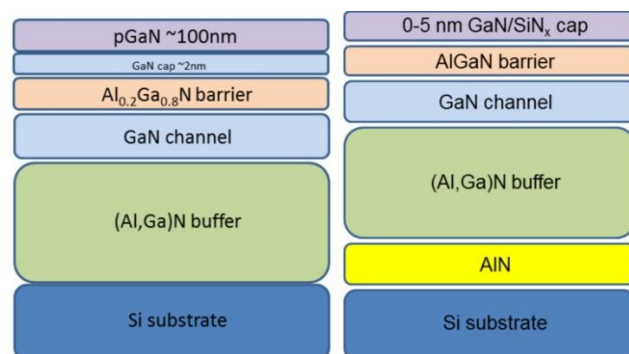 pGaN ~100nm
GaN cap ~2nm
Al₀.₂Ga₀.₈N barrier
GaN channel
(Al,Ga)N buffer
Si substrate
0-5 nm GaN/SiNₓ cap
AlGaN barrier
GaN channel
(Al,Ga)N buffer
AlN
Si substrate